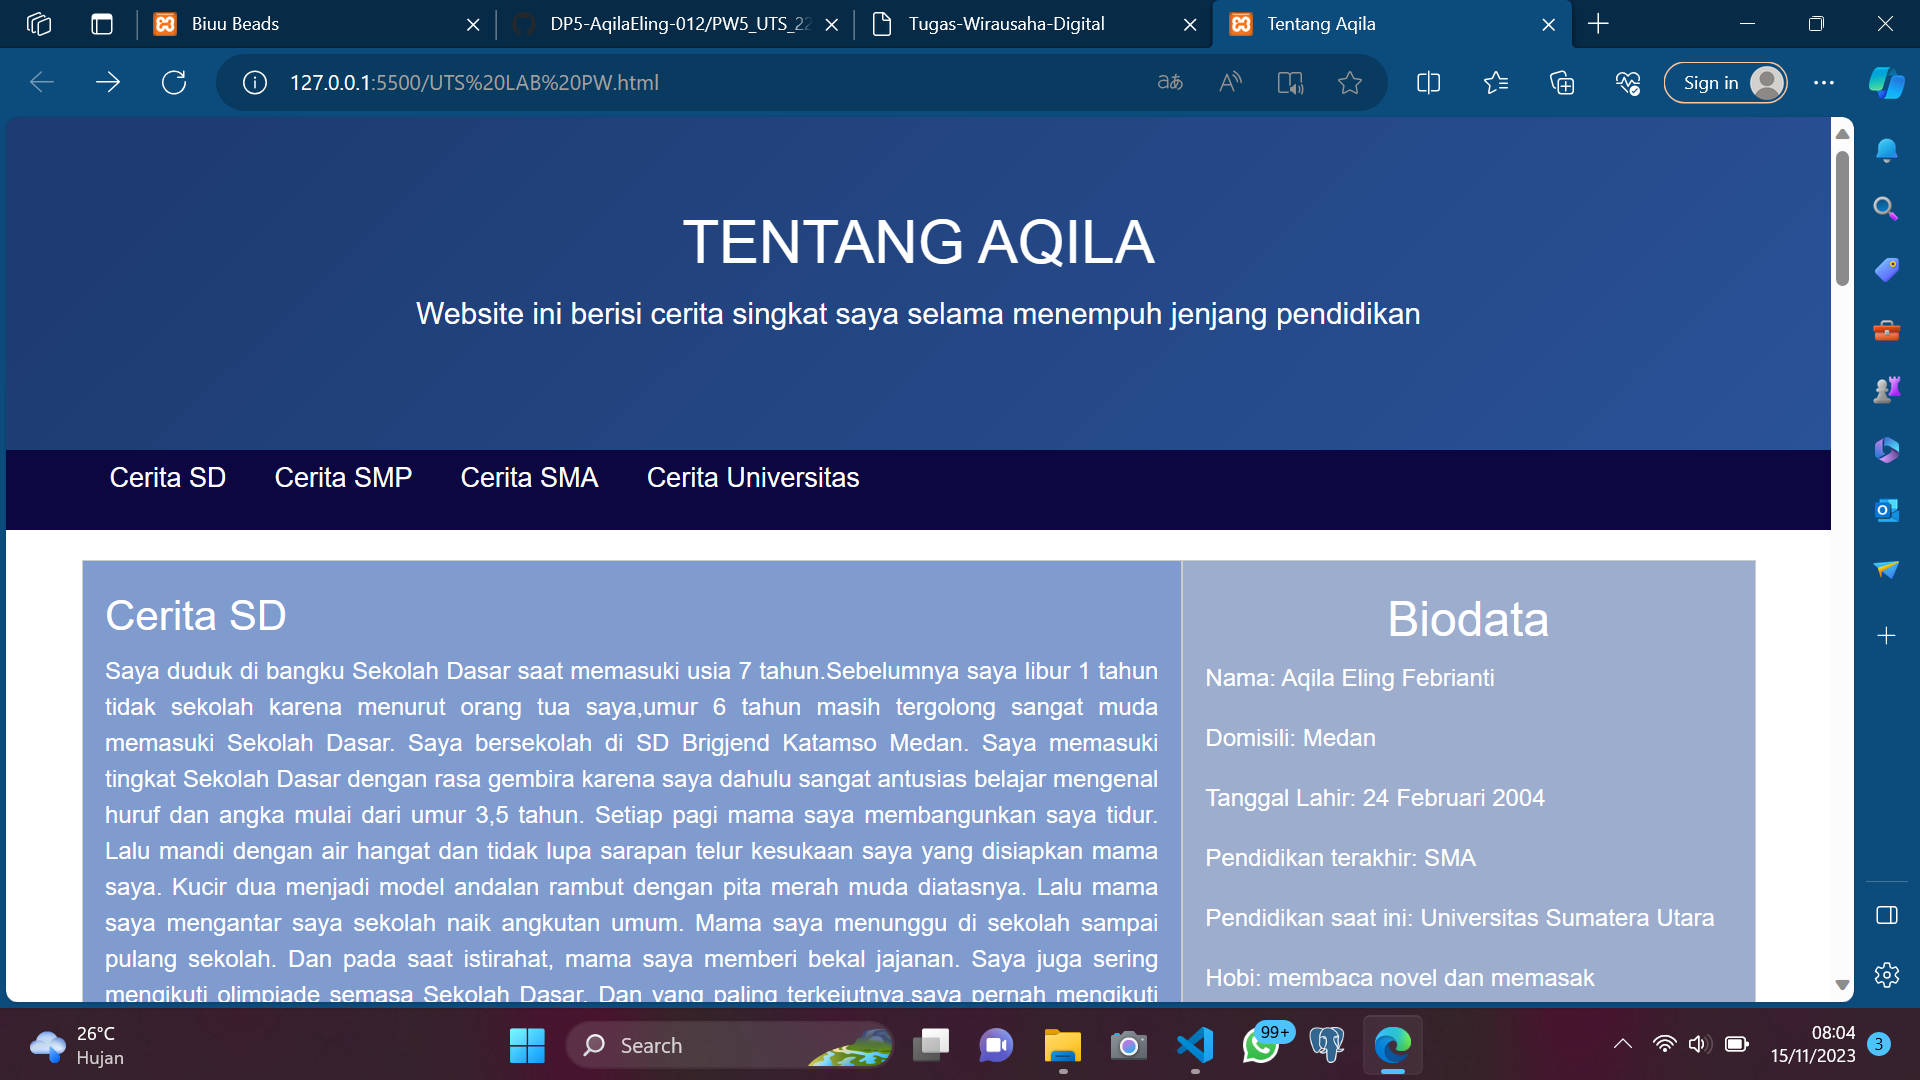 Biuu Beads
DP5-AqilaEling-012/PW5_UTS_22
Tugas-Wirausaha-Digital
Tentang Aqila
127.0.0.1:5500/UTS%20LAB%20PW.html
Sign in
TENTANG AQILA
Website ini berisi cerita singkat saya selama menempuh jenjang pendidikan
Cerita SD
Cerita SMP
Cerita SMA
Cerita Universitas
Cerita SD
Saya duduk di bangku Sekolah Dasar saat memasuki usia 7 tahun.Sebelumnya saya libur 1 tahun
tidak sekolah karena menurut orang tua saya,umur 6 tahun masih tergolong sangat muda
memasuki Sekolah Dasar. Saya bersekolah di SD Brigjend Katamso Medan. Saya memasuki
tingkat Sekolah Dasar dengan rasa gembira karena saya dahulu sangat antusias belajar mengenal
huruf dan angka mulai dari umur 3,5 tahun. Setiap pagi mama saya membangunkan saya tidur.
Lalu mandi dengan air hangat dan tidak lupa sarapan telur kesukaan saya yang disiapkan mama
saya. Kucir dua menjadi model andalan rambut dengan pita merah muda diatasnya. Lalu mama
saya mengantar saya sekolah naik angkutan umum. Mama saya menunggu di sekolah sampai
pulang sekolah. Dan pada saat istirahat, mama saya memberi bekal jajanan. Saya juga sering
mengikuti olimpiade semasa Sekolah Dasar. Dan yang paling terkejutnya,saya pernah mengikuti
Biodata
Nama: Aqila Eling Febrianti
Domisili: Medan
Tanggal Lahir: 24 Februari 2004
Pendidikan terakhir: SMA
Pendidikan saat ini: Universitas Sumatera Utara
Hobi: membaca novel dan memasak
26°C
Hujan
Search
99+
08:04
15/11/2023
3